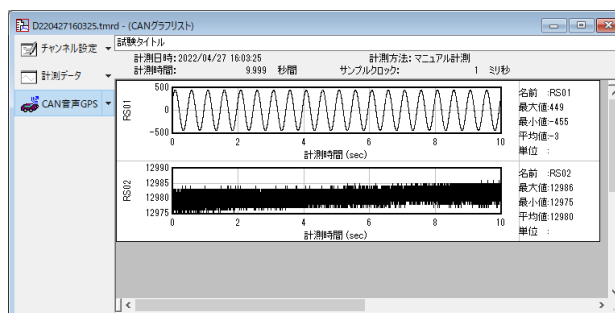 D220427160325.tmrd - (CANグラフリスト)
チャンネル設定
計測データ
CAN音声GPS
試験タイトル
計測日時:2022/04/27 16:03:25 計測方法:マニュアル計測
計測時間: 9.999 秒間 サンプルクロック: 1 ミリ秒
RS01
500
0
-500
0 2 4 6 8 10
計測時間(sec)
名前 :RS01
最大値:449
最小値:-455
平均値:-3
単位 :
RS02
12990
12985
12980
12975
0 2 4 6 8 10
計測時間(sec)
名前 :RS02
最大値:12986
最小値:12975
平均値:12980
単位 :